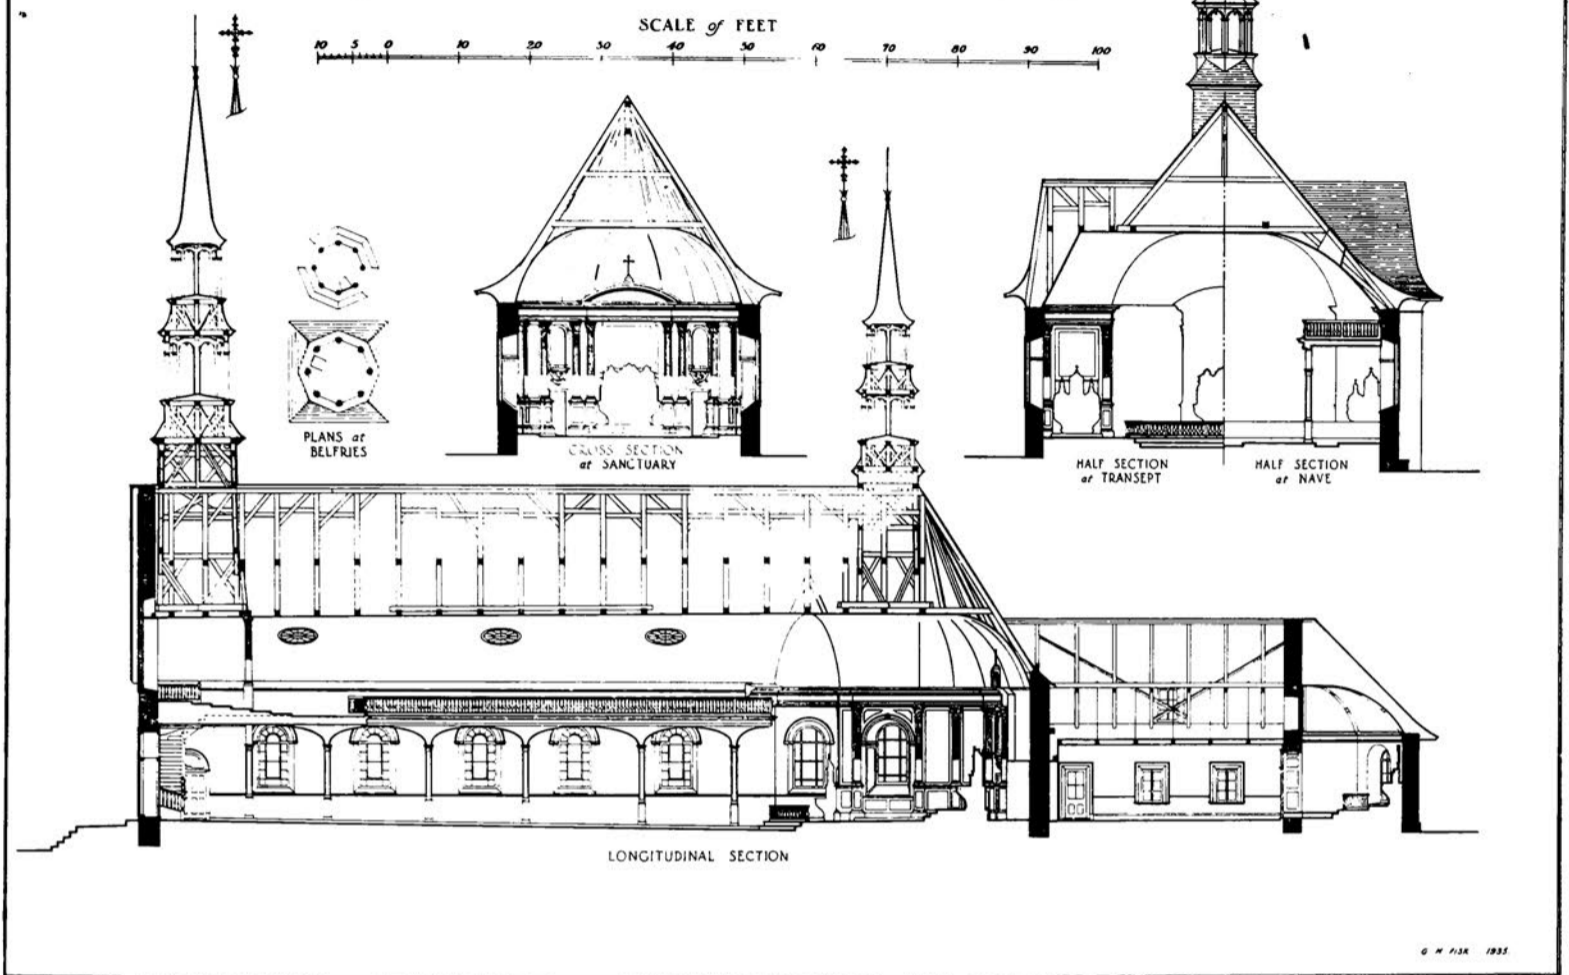 SCALE of FEET
10 5 0 10 20 30 40 50 60 70 80 90 100
PLANS at
BELFRIES
CROSS SECTION
at SANCTUARY
HALF SECTION
at TRANSEPT
HALF SECTION
at NAVE
LONGITUDINAL SECTION
G M FISK 1935.